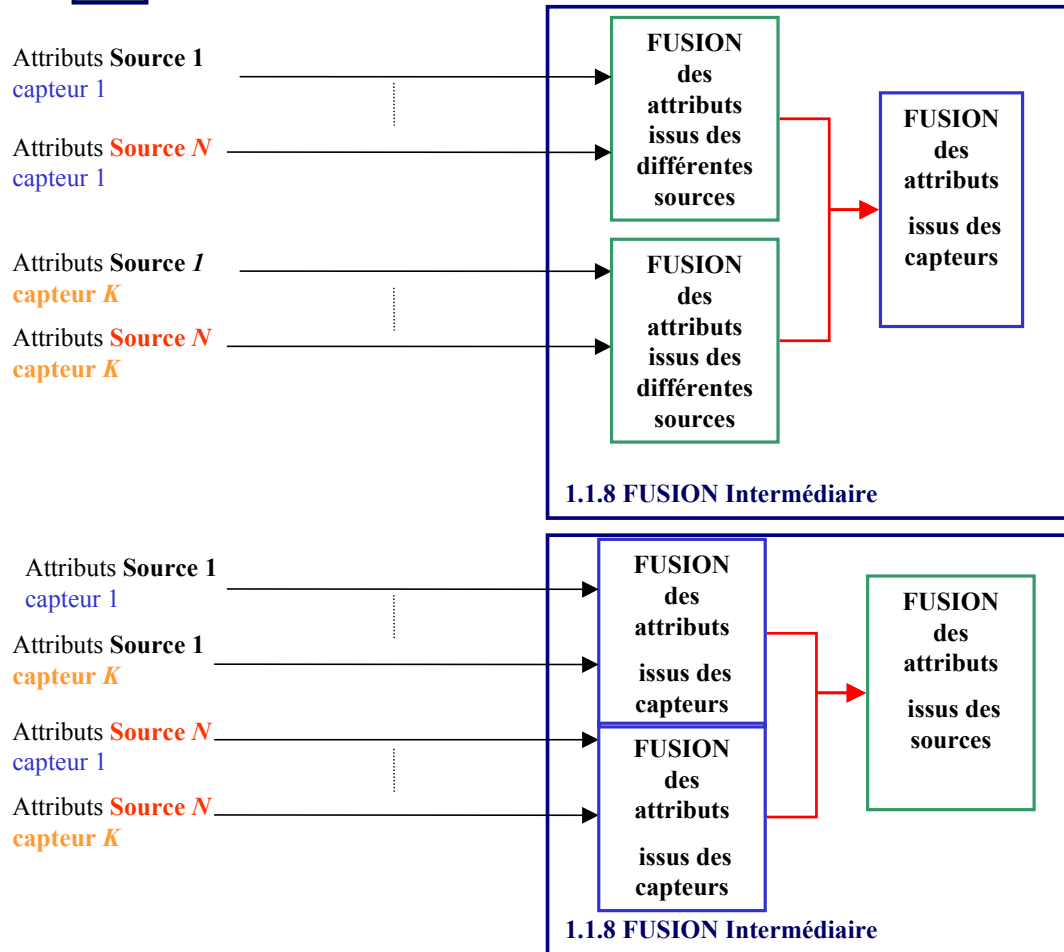 Attributs Source 1
capteur 1
Attributs Source N
capteur 1
Attributs Source 1
capteur K
Attributs Source N
capteur K
FUSION
des
attributs
issus des
différentes
sources
FUSION
des
attributs
issus des
différentes
sources
FUSION
des
attributs
issus des
capteurs
1.1.8 FUSION Intermédiaire
Attributs Source 1
capteur 1
Attributs Source 1
capteur K
Attributs Source N
capteur 1
Attributs Source N
capteur K
FUSION
des
attributs
issus des
capteurs
FUSION
des
attributs
issus des
capteurs
FUSION
des
attributs
issus des
sources
1.1.8 FUSION Intermédiaire